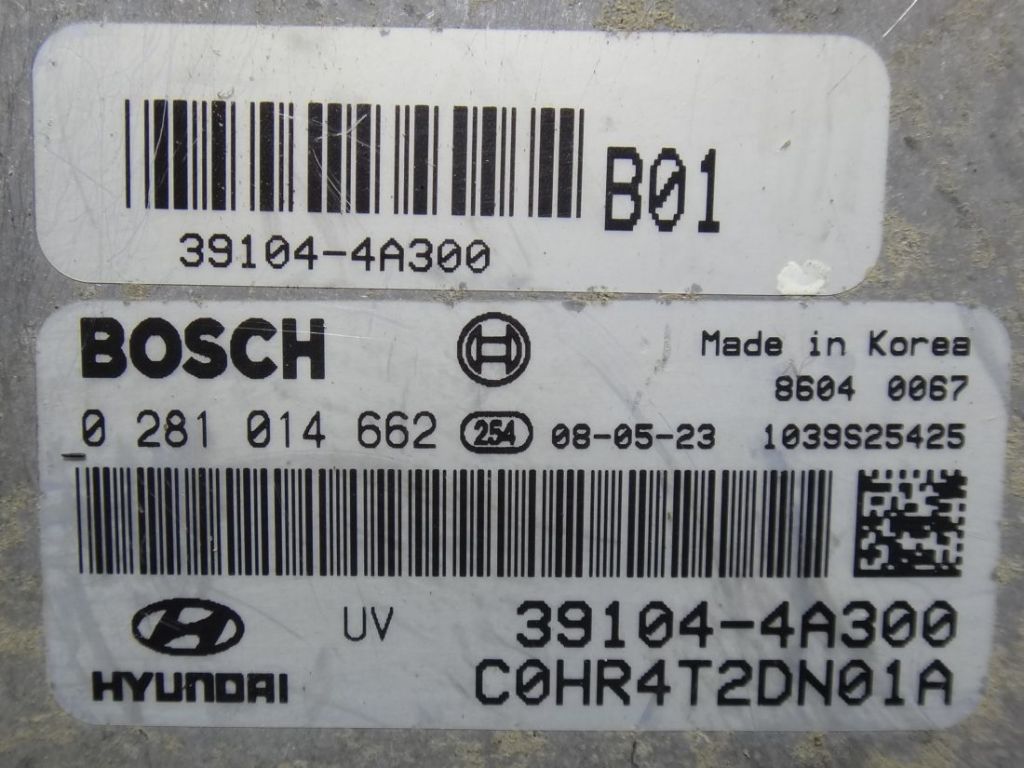 B01
39104-4A300
BOSCH
Made in Korea
8604 0067
0 281 014 662 254 08-05-23 1039S25425
UV 39104-4A300
HYUNDAI C0HR4T2DN01A